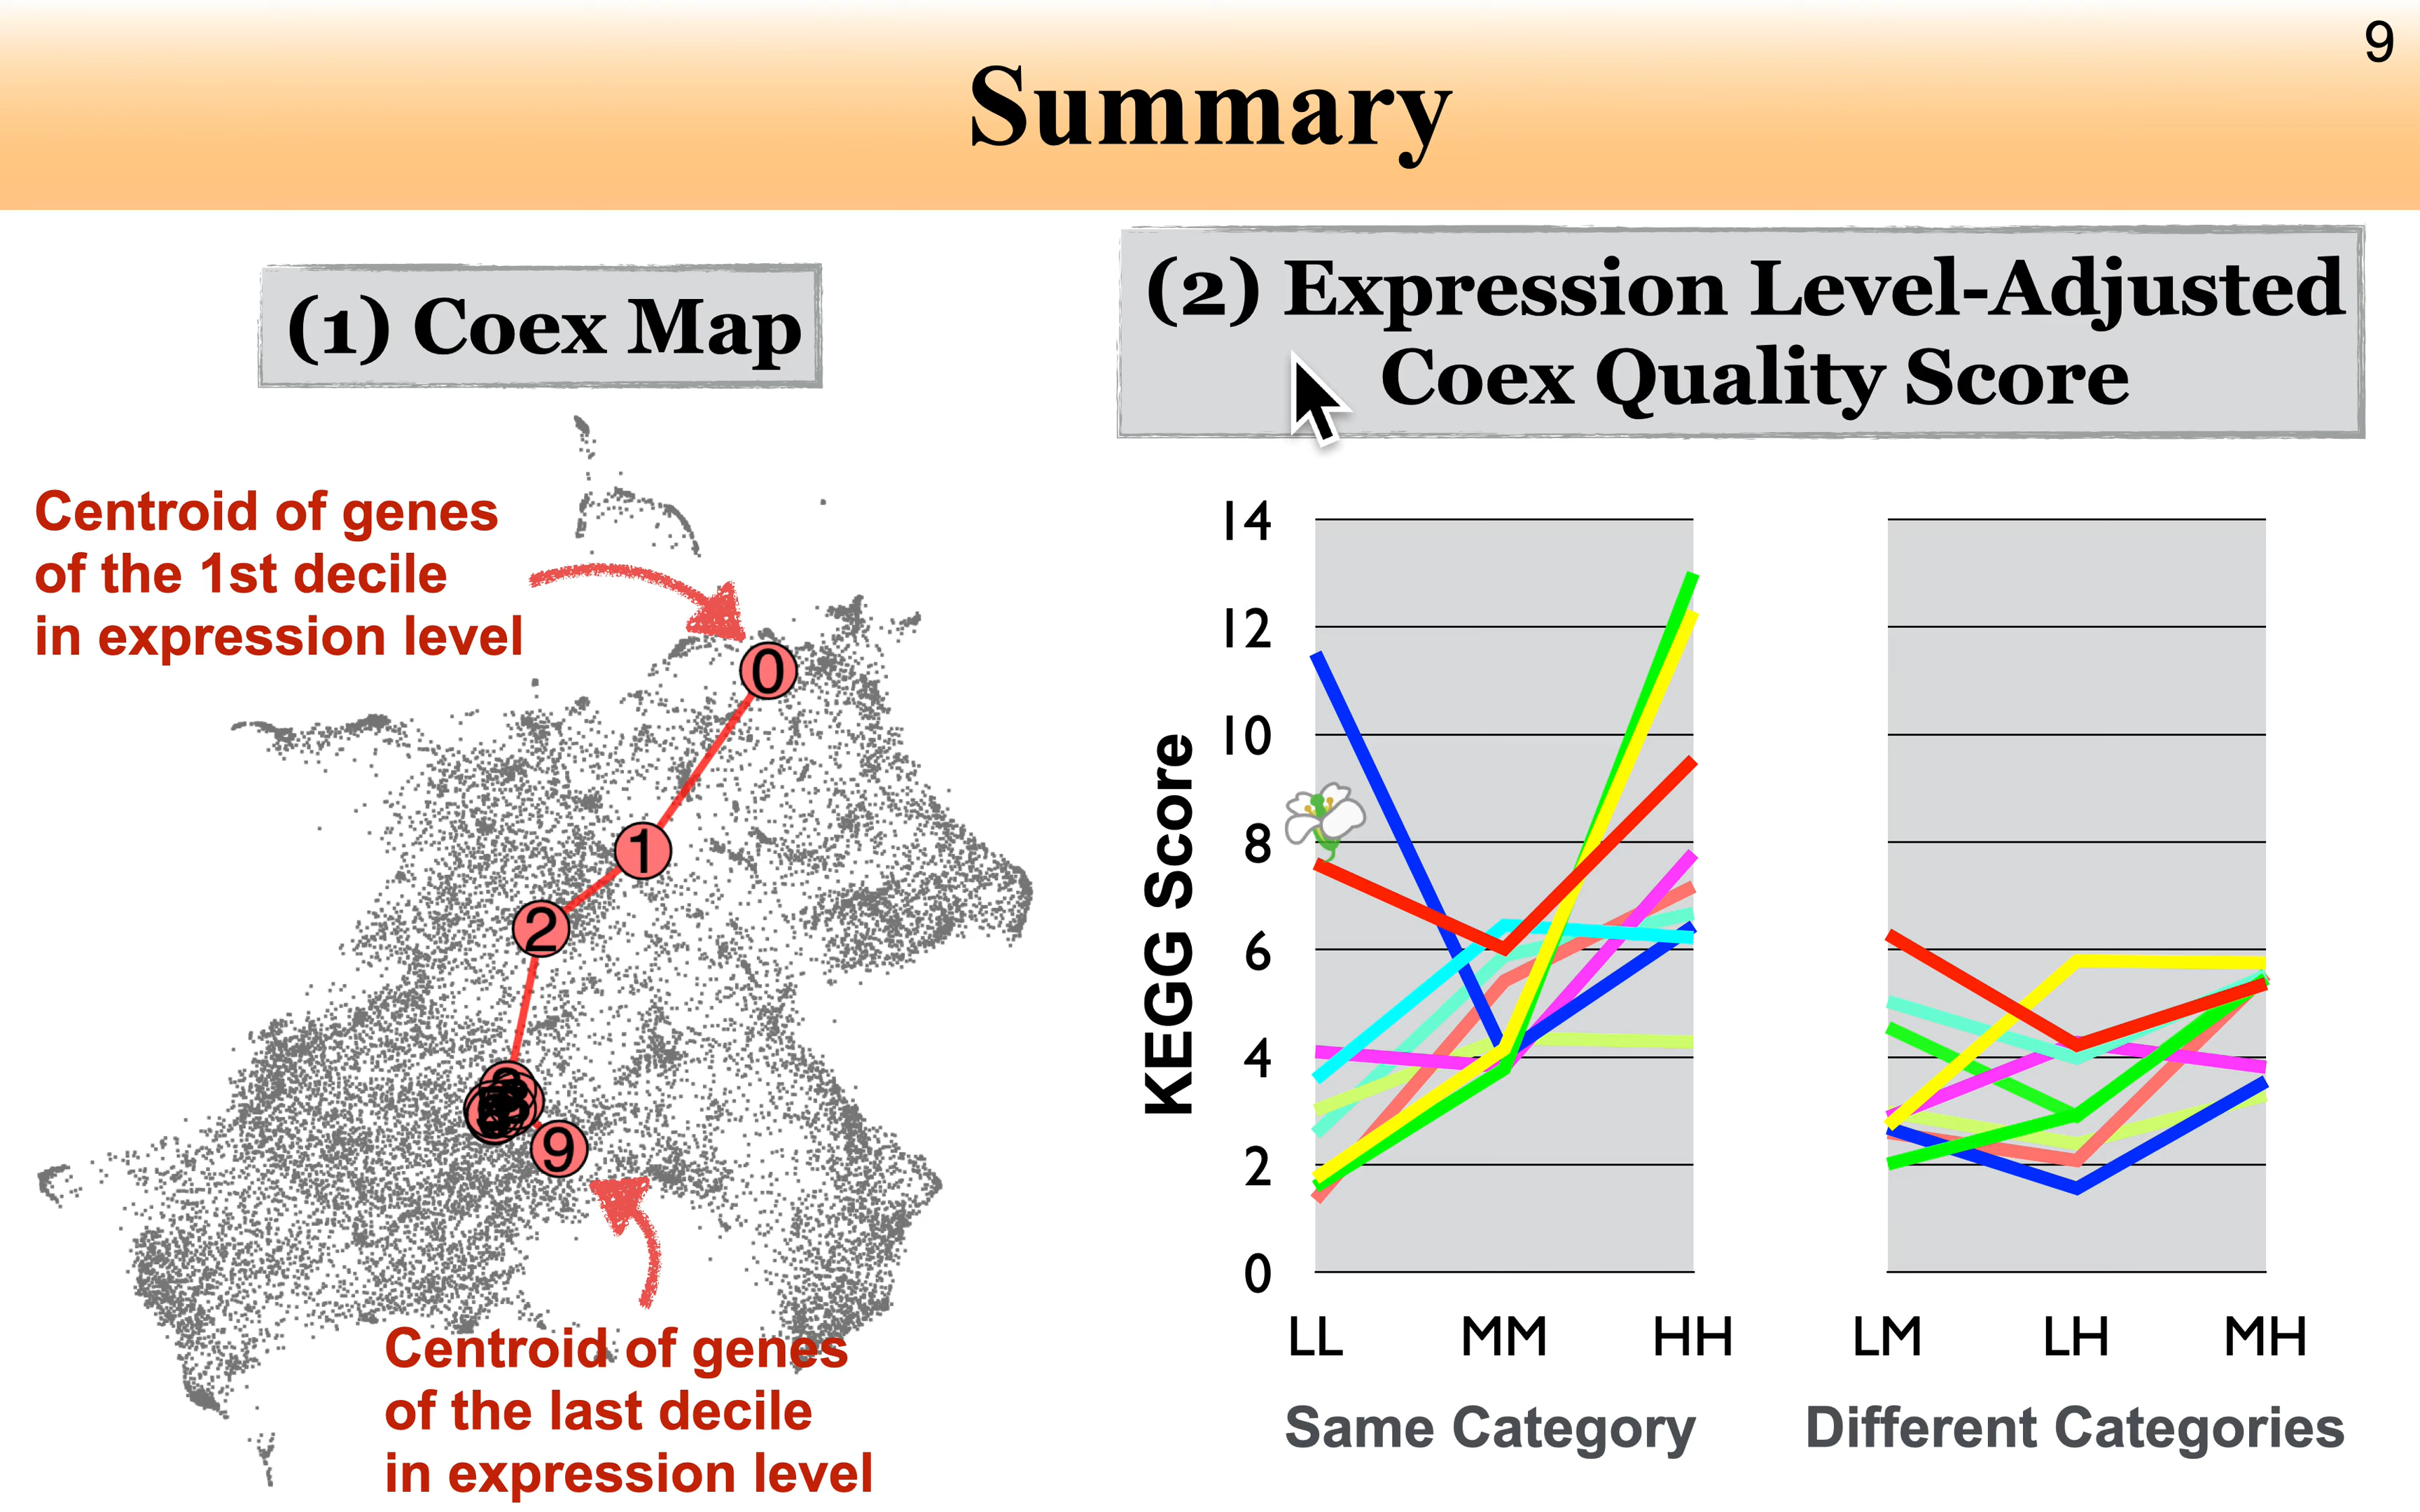 9
Summary
(1) Coex Map
Centroid of genes
of the 1st decile
in expression level
0
1
2
9
Centroid of genes
of the last decile
in expression level
(2) Expression Level-Adjusted
Coex Quality Score
KEGG Score
14
12
10
8
6
4
2
0
LL MM HH
LM LH MH
Same Category
Different Categories